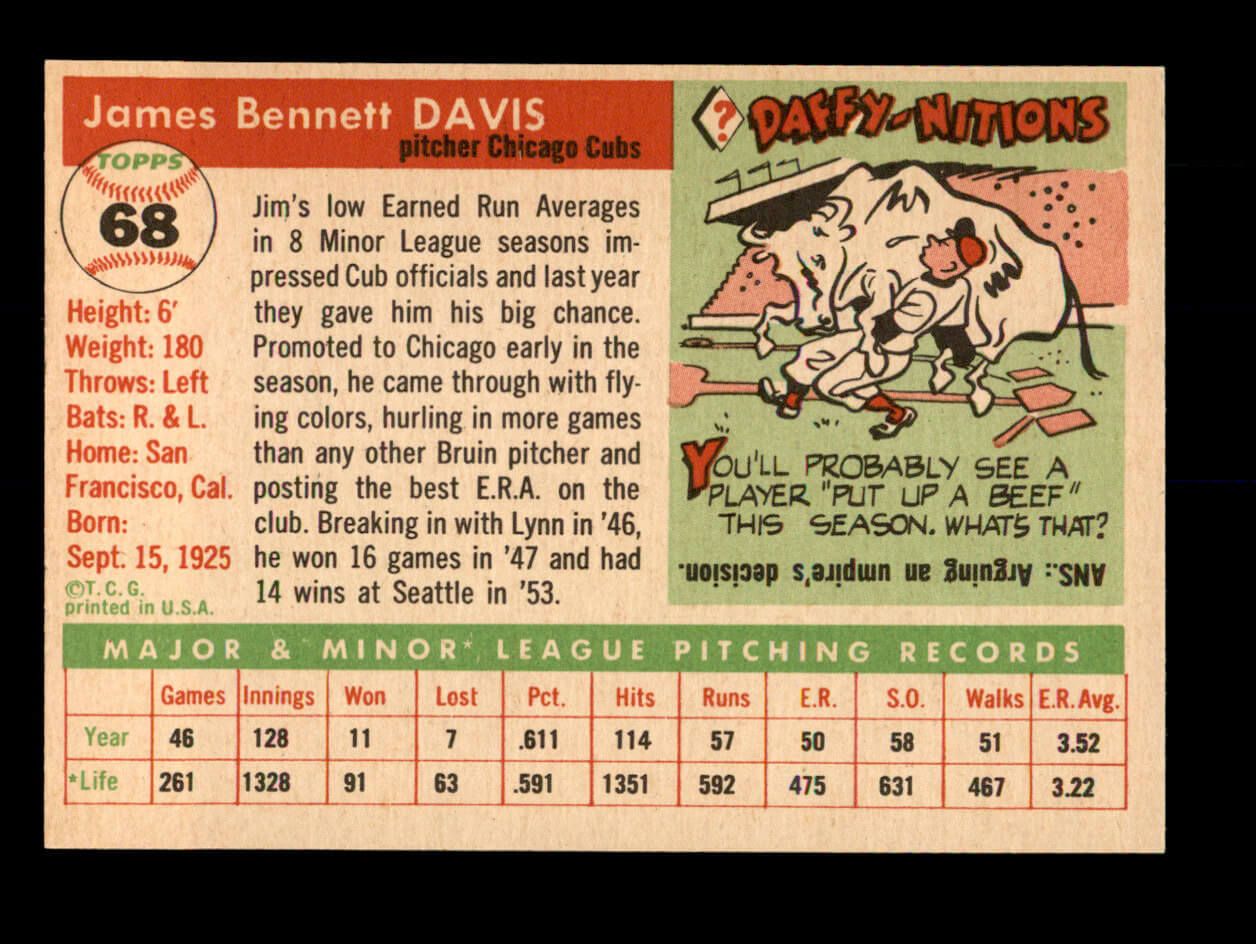 James Bennett DAVIS
pitcher Chicago Cubs
TOPPS
68
Height: 6'
Weight: 180
Throws: Left
Bats: R. & L.
Home: San
Francisco, Cal.
Born:
Sept. 15, 1925
©T. C. G.
printed in U.S.A.
Jim's low Earned Run Averages
in 8 Minor League seasons im-
pressed Cub officials and last year
they gave him his big chance.
Promoted to Chicago early in the
season, he came through with fly-
ing colors, hurling in more games
than any other Bruin pitcher and
posting the best E.R.A. on the
club. Breaking in with Lynn in '46,
he won 16 games in '47 and had
14 wins at Seattle in '53.
? DAFFY-NITIONS
YOU'LL PROBABLY SEE A
PLAYER "PUT UP A BEEF"
THIS SEASON. WHAT'S THAT?
ANS.: Arguing an umpire's decision.
MAJOR & MINOR* LEAGUE PITCHING RECORDS
Games Innings Won Lost Pct. Hits Runs E.R. S.O. Walks E.R. Avg.
Year 46 128 11 7 .611 114 57 50 58 51 3.52
*Life 261 1328 91 63 .591 1351 592 475 631 467 3.22